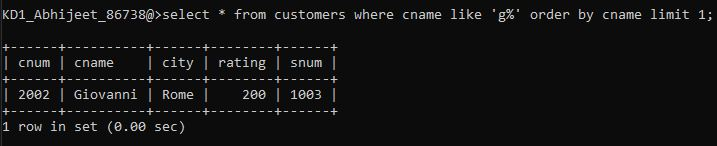 KD1_Abhijeet_86738@>select * from customers where cname like 'g%' order by cname limit 1;
+------+----------+------+--------+------+
| cnum | cname    | city | rating | snum |
+------+----------+------+--------+------+
| 2002 | Giovanni | Rome |    200 | 1003 |
+------+----------+------+--------+------+
1 row in set (0.00 sec)